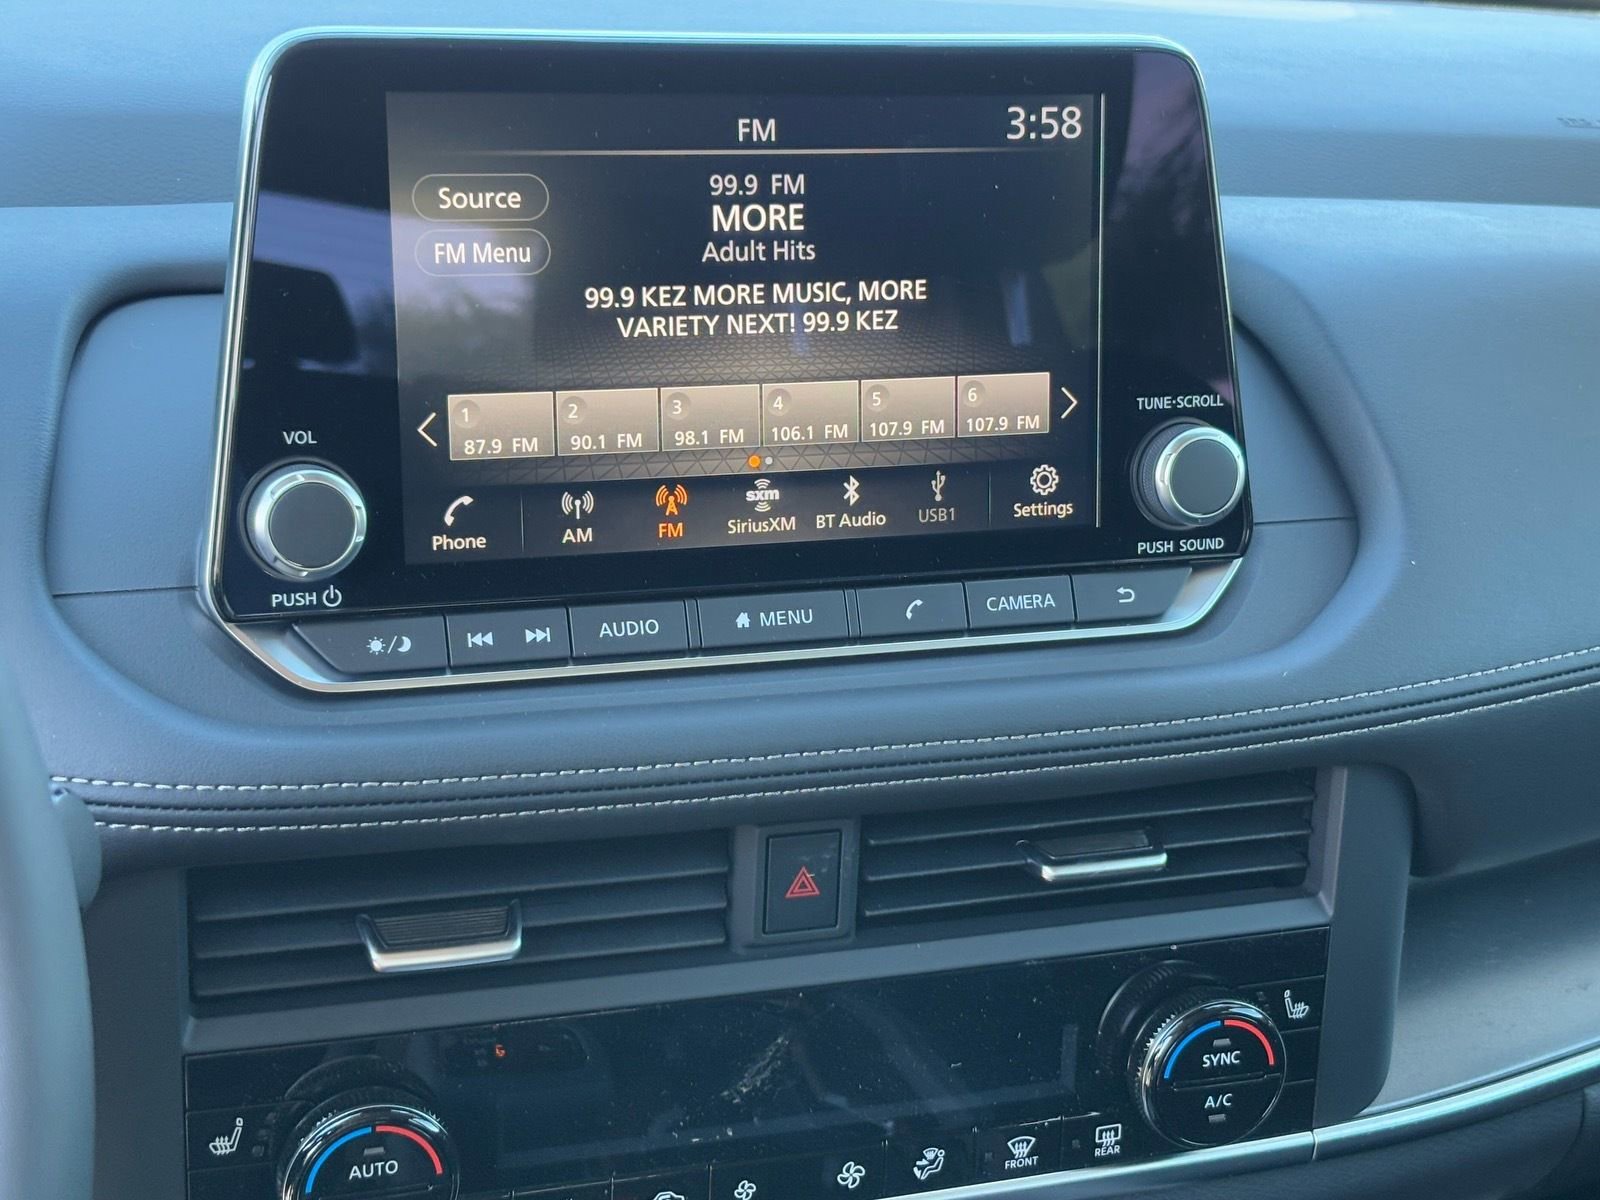 FM
3:58
Source
99.9 FM
MORE
FM Menu
Adult Hits
99.9 KEZ MORE MUSIC, MORE
VARIETY NEXT! 99.9 KEZ
1
87.9 FM
2
90.1 FM
3
98.1 FM
4
106.1 FM
5
107.9 FM
6
107.9 FM
Phone
AM
FM
sxm
SiriusXM
BT Audio
USB1
Settings
VOL
PUSH
TUNE·SCROLL
PUSH SOUND
AUDIO
MENU
CAMERA
AUTO
FRONT
REAR
SYNC
A/C